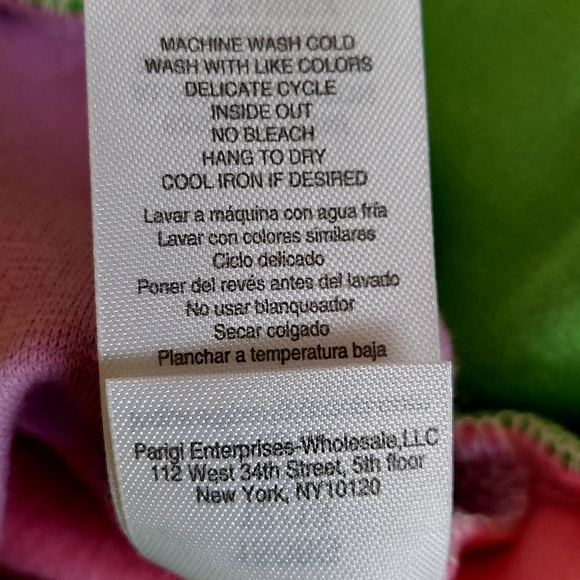 MACHINE WASH COLD
WASH WITH LIKE COLORS
DELICATE CYCLE
INSIDE OUT
NO BLEACH
HANG TO DRY
COOL IRON IF DESIRED
Lavar a máquina con agua fría
Lavar con colores similares
Ciclo delicado
Poner del revés antes del lavado
No usar blanqueador
Secar colgado
Planchar a temperatura baja
Parigi Enterprises-Wholesale,LLC
112 West 34th Street, 5th floor
New York, NY10120